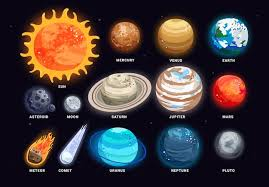 MERCURY
VENUS
EARTH
SUN
ASTEROID
MOON
SATURN
JUPITER
MARS
METEOR
COMET
URANUS
NEPTUNE
PLUTO